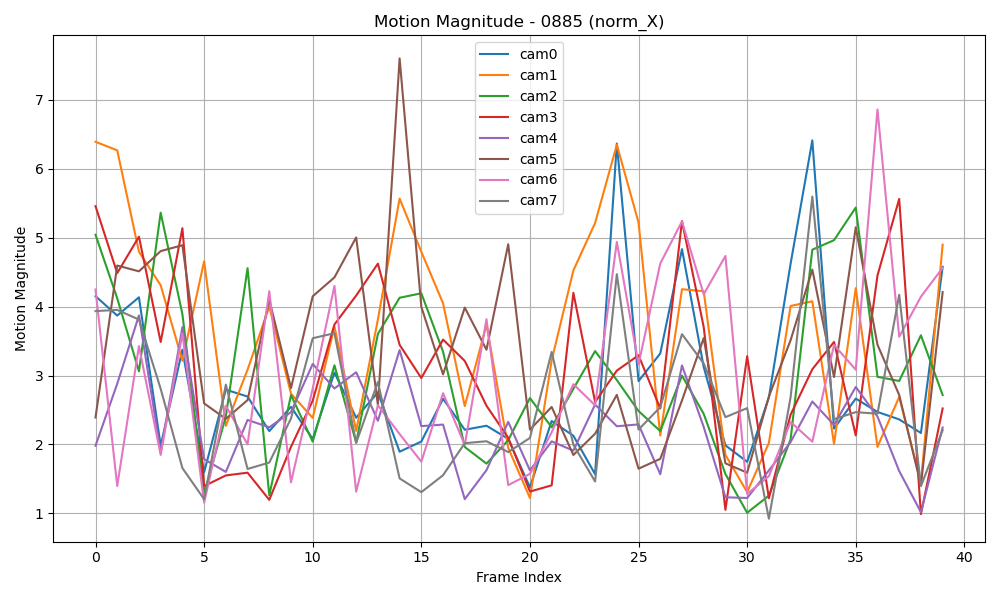 Motion Magnitude - 0885 (norm_X)
cam0
cam1
cam2
cam3
cam4
cam5
cam6
cam7
Motion Magnitude
7
6
5
4
3
2
1
0 5 10 15 20 25 30 35 40
Frame Index